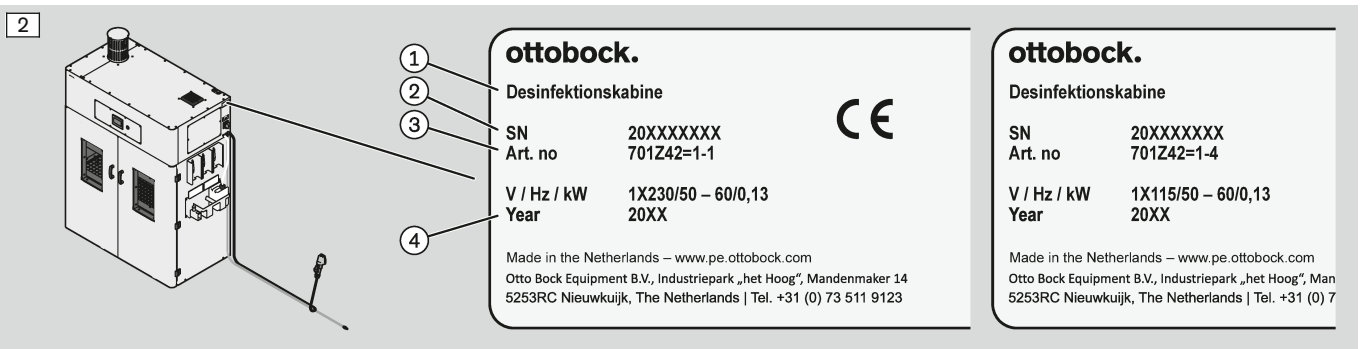 2
1
2
3
4
ottobock.
Desinfektionskabine
CE
SN 20XXXXXXX
Art. no 701Z42=1-1
V / Hz / kW 1X230/50 – 60/0,13
Year 20XX
Made in the Netherlands – www.pe.ottobock.com
Otto Bock Equipment B.V., Industriepark „het Hoog“, Mandenmaker 14
5253RC Nieuwkuijk, The Netherlands | Tel. +31 (0) 73 511 9123
ottobock.
Desinfektionskabine
SN 20XXXXXXX
Art. no 701Z42=1-4
V / Hz / kW 1X115/50 – 60/0,13
Year 20XX
Made in the Netherlands – www.pe.ottobock.com
Otto Bock Equipment B.V., Industriepark „het Hoog“, Man
5253RC Nieuwkuijk, The Netherlands | Tel. +31 (0) 7